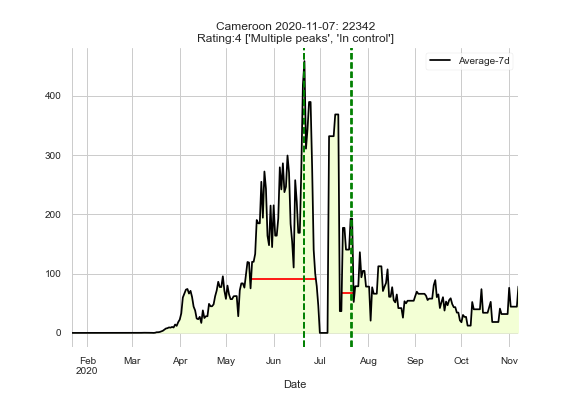 Cameroon 2020-11-07: 22342
Rating:4 ['Multiple peaks', 'In control']
Average-7d
400
300
200
100
0
Feb Mar Apr May Jun Jul Aug Sep Oct Nov
2020
Date